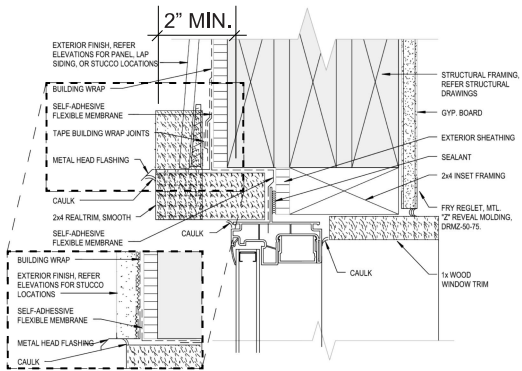 2" MIN.
EXTERIOR FINISH, REFER
ELEVATIONS FOR PANEL, LAP
SIDING, OR STUCCO LOCATIONS
BUILDING WRAP
SELF-ADHESIVE
FLEXIBLE MEMBRANE
TAPE BUILDING WRAP JOINTS
METAL HEAD FLASHING
CAULK
2x4 REALTRIM, SMOOTH
SELF-ADHESIVE
FLEXIBLE MEMBRANE
CAULK
STRUCTURAL FRAMING,
REFER STRUCTURAL
DRAWINGS
GYP. BOARD
EXTERIOR SHEATHING
SEALANT
2x4 INSET FRAMING
FRY REGLET, MTL.
"Z" REVEAL MOLDING,
DRMZ-50-75.
CAULK
1x WOOD
WINDOW TRIM
BUILDING WRAP
EXTERIOR FINISH, REFER
ELEVATIONS FOR STUCCO
LOCATIONS
SELF-ADHESSIVE
FLEXIBLE MEMBRANE
METAL HEAD FLASHING
CAULK